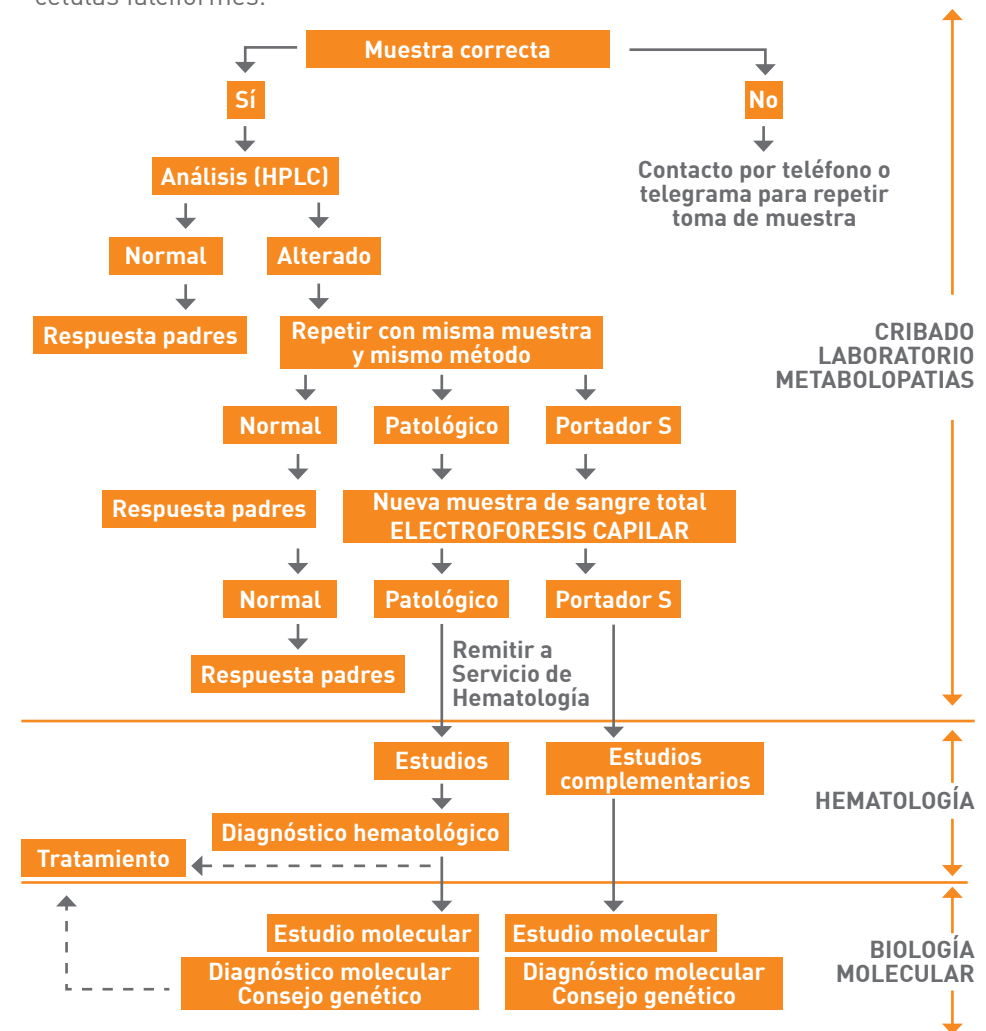 células falciformes.
Muestra correcta
Sí
No
Análisis (HPLC)
Contacto por teléfono o
telegrama para repetir
toma de muestra
Normal
Alterado
Respuesta padres
Repetir con misma muestra
y mismo método
CRIBADO
LABORATORIO
METABOLOPATIAS
Normal
Patológico
Portador S
Respuesta padres
Nueva muestra de sangre total
ELECTROFORESIS CAPILAR
Normal
Patológico
Portador S
Respuesta padres
Remitir a
Servicio de
Hematología
Estudios
Estudios
complementarios
HEMATOLOGÍA
Diagnóstico hematológico
Tratamiento
Estudio molecular
Estudio molecular
BIOLOGÍA
MOLECULAR
Diagnóstico molecular
Consejo genético
Diagnóstico molecular
Consejo genético